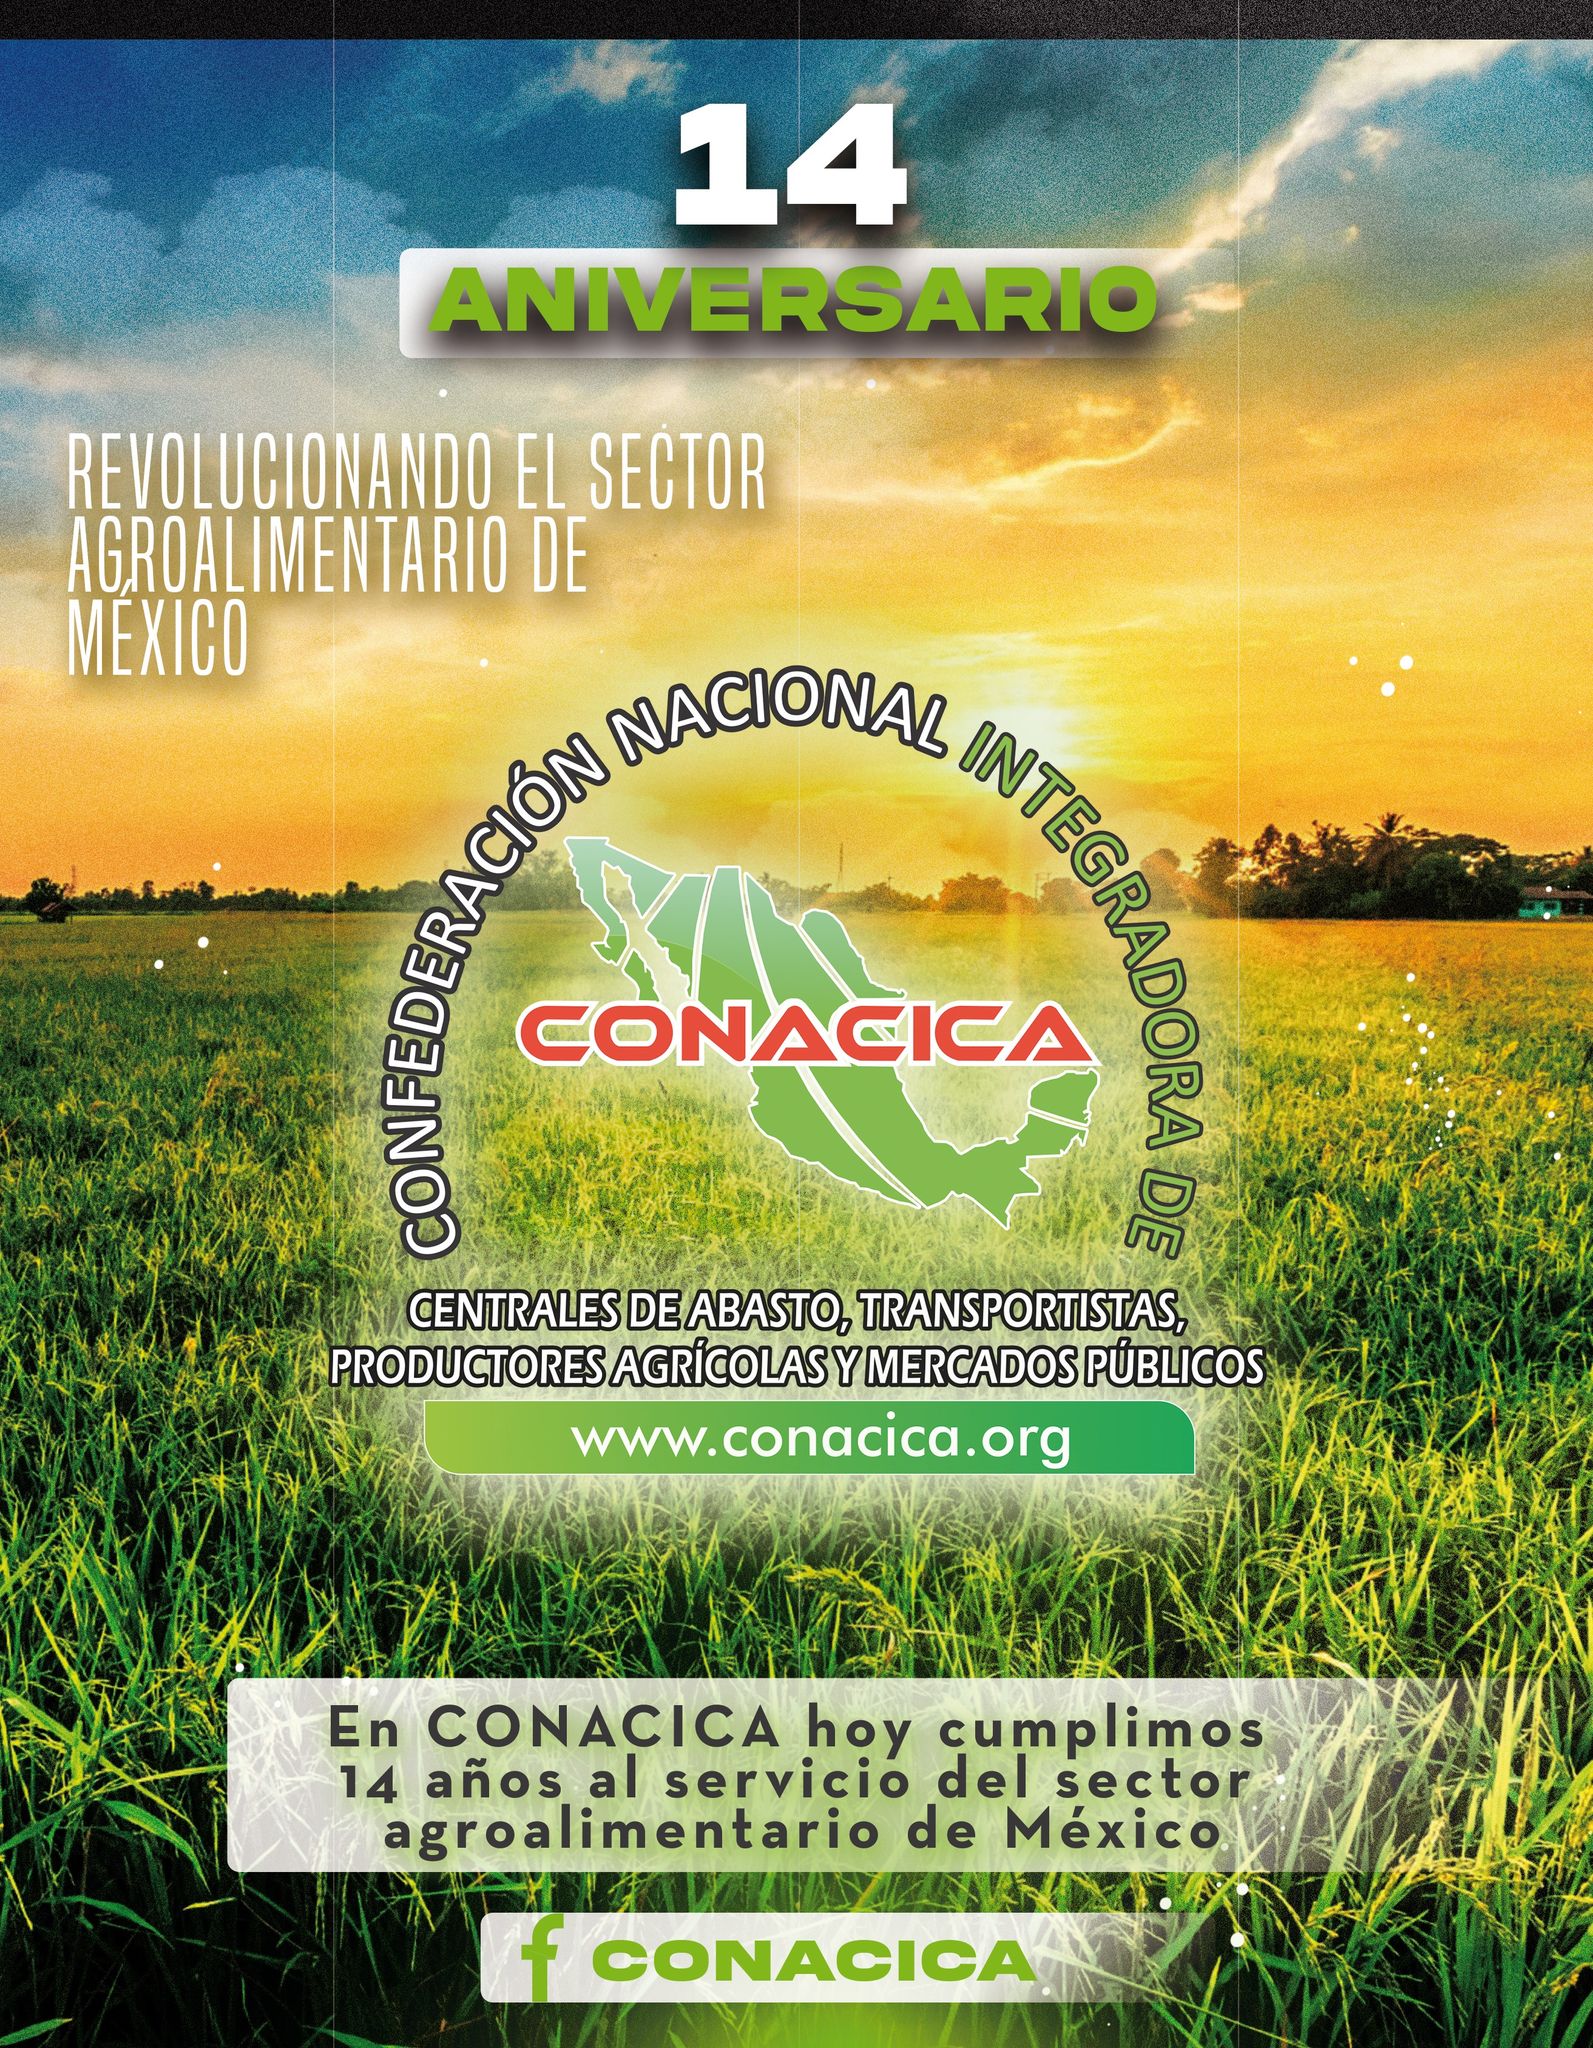 14
ANIVERSARIO
REVOLUCIONANDO EL SECTOR
AGROALIMENTARIO DE
MÉXICO
CONFEDERACIÓN NACIONAL INTEGRADORA DE
CONACICA
CENTRALES DE ABASTO, TRANSPORTISTAS,
PRODUCTORES AGRÍCOLAS Y MERCADOS PÚBLICOS
www.conacica.org
En CONACICA hoy cumplimos
14 años al servicio del sector
agroalimentario de México
f CONACICA